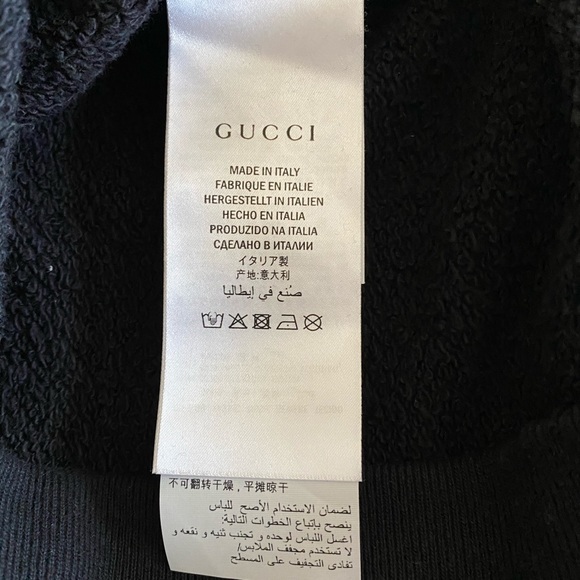 GUCCI
MADE IN ITALY
FABRIQUE EN ITALIE
HERGESTELLT IN ITALIEN
HECHO EN ITALIA
PRODUZIDO NA ITALIA
СДЕЛАНО В ИТАЛИИ
イタリア製
产地:意大利
صُنع في إيطاليا
不可翻转干燥, 平摊晾干
لضمان الاستخدام الأصح للباس
ينصح بإتباع الخطوات التالية:
اغسل اللباس لوحده و تجنب ثنيه و نقعه و
لا تستخدم مجفف الملابس/
تفادى التجفيف على المسطح